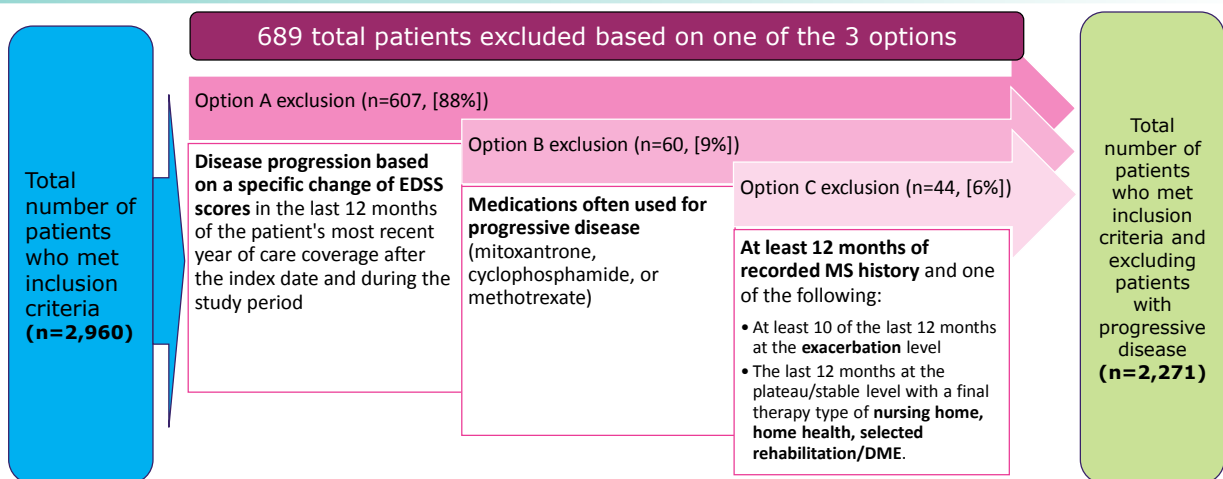 689 total patients excluded based on one of the 3 options
Total
number of
patients
who met
inclusion
criteria
(n=2,960)
Option A exclusion (n=607, [88%])
Disease progression based
on a specific change of EDSS
scores in the last 12 months
of the patient's most recent
year of care coverage after
the index date and during the
study period
Option B exclusion (n=60, [9%])
Medications often used for
progressive disease
(mitoxantrone,
cyclophosphamide, or
methotrexate)
Option C exclusion (n=44, [6%])
At least 12 months of
recorded MS history and one
of the following:
• At least 10 of the last 12 months
at the exacerbation level
• The last 12 months at the
plateau/stable level with a final
therapy type of nursing home,
home health, selected
rehabilitation/DME.
Total
number of
patients
who met
inclusion
criteria and
excluding
patients
with
progressive
disease
(n=2,271)